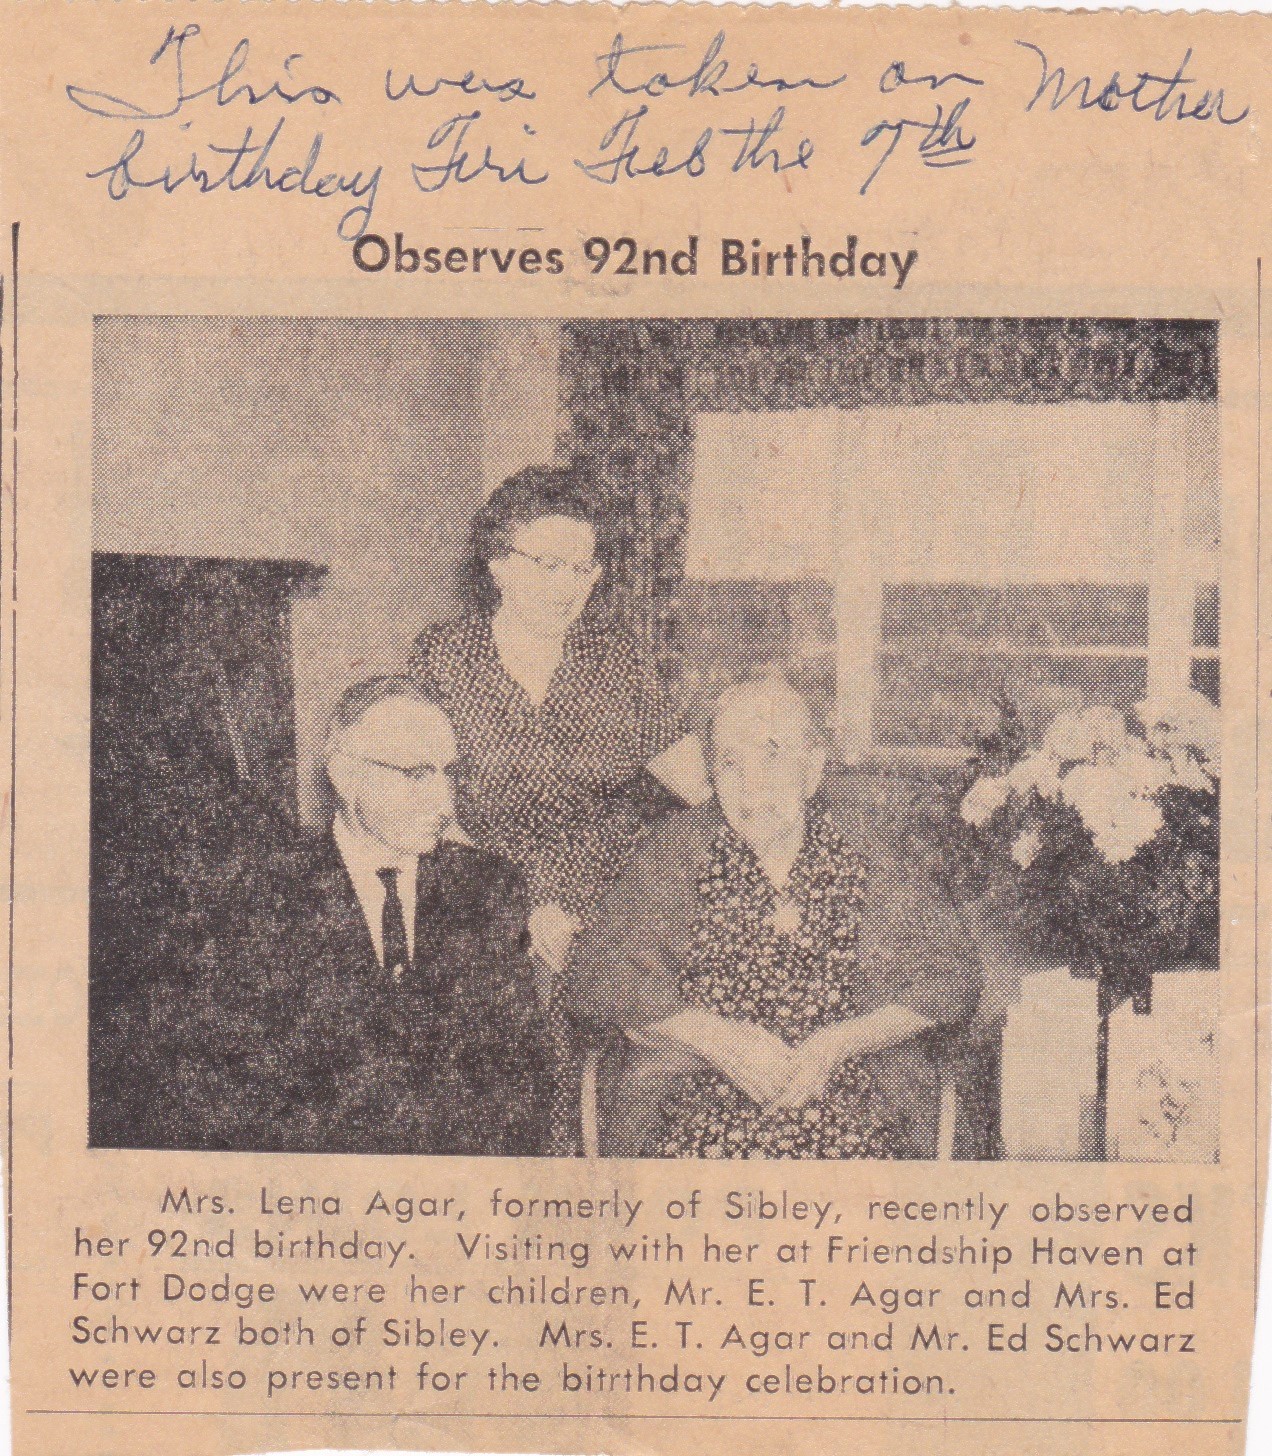 This was taken on Mother
birthday Fri Feb the 7th
Observes 92nd Birthday
Mrs. Lena Agar, formerly of Sibley, recently observed
her 92nd birthday. Visiting with her at Friendship Haven at
Fort Dodge were her children, Mr. E. T. Agar and Mrs. Ed
Schwarz both of Sibley. Mrs. E. T. Agar and Mr. Ed Schwarz
were also present for the bitrthday celebration.